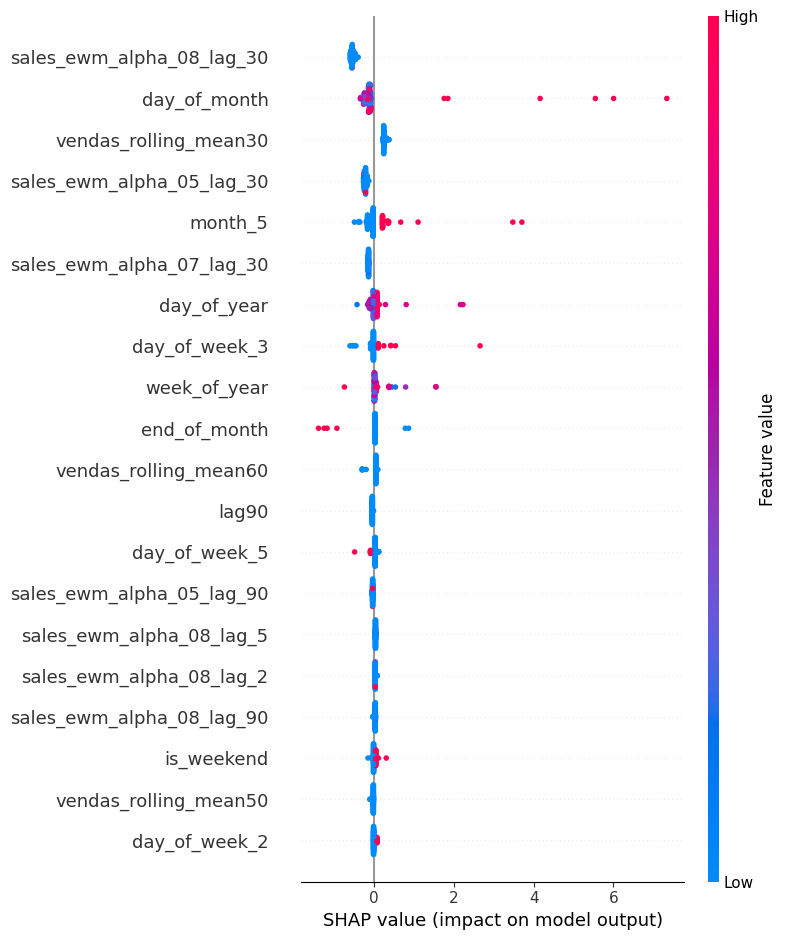 High
sales_ewm_alpha_08_lag_30
day_of_month
vendas_rolling_mean30
sales_ewm_alpha_05_lag_30
month_5
sales_ewm_alpha_07_lag_30
day_of_year
day_of_week_3
week_of_year
end_of_month
vendas_rolling_mean60
lag90
day_of_week_5
sales_ewm_alpha_05_lag_90
sales_ewm_alpha_08_lag_5
sales_ewm_alpha_08_lag_2
sales_ewm_alpha_08_lag_90
is_weekend
vendas_rolling_mean50
day_of_week_2
Feature value
Low
0 2 4 6
SHAP value (impact on model output)